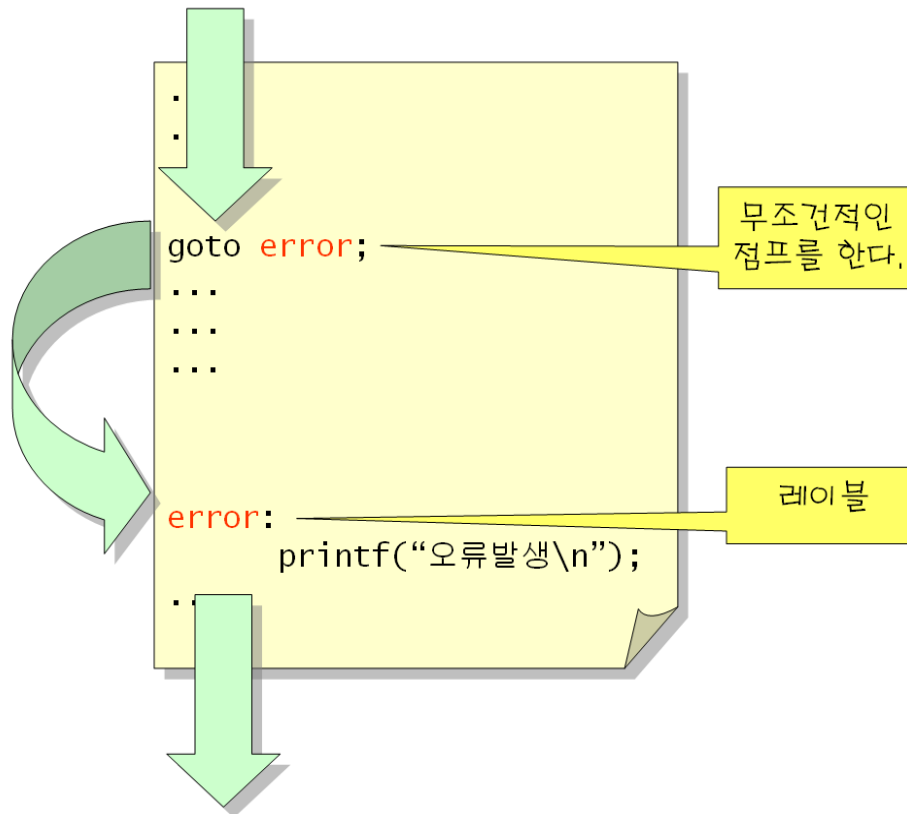 .
.
goto error;
무조건적인
점프를 한다.
...
...
...
error:
레이블
printf(“오류발생\n”);
..